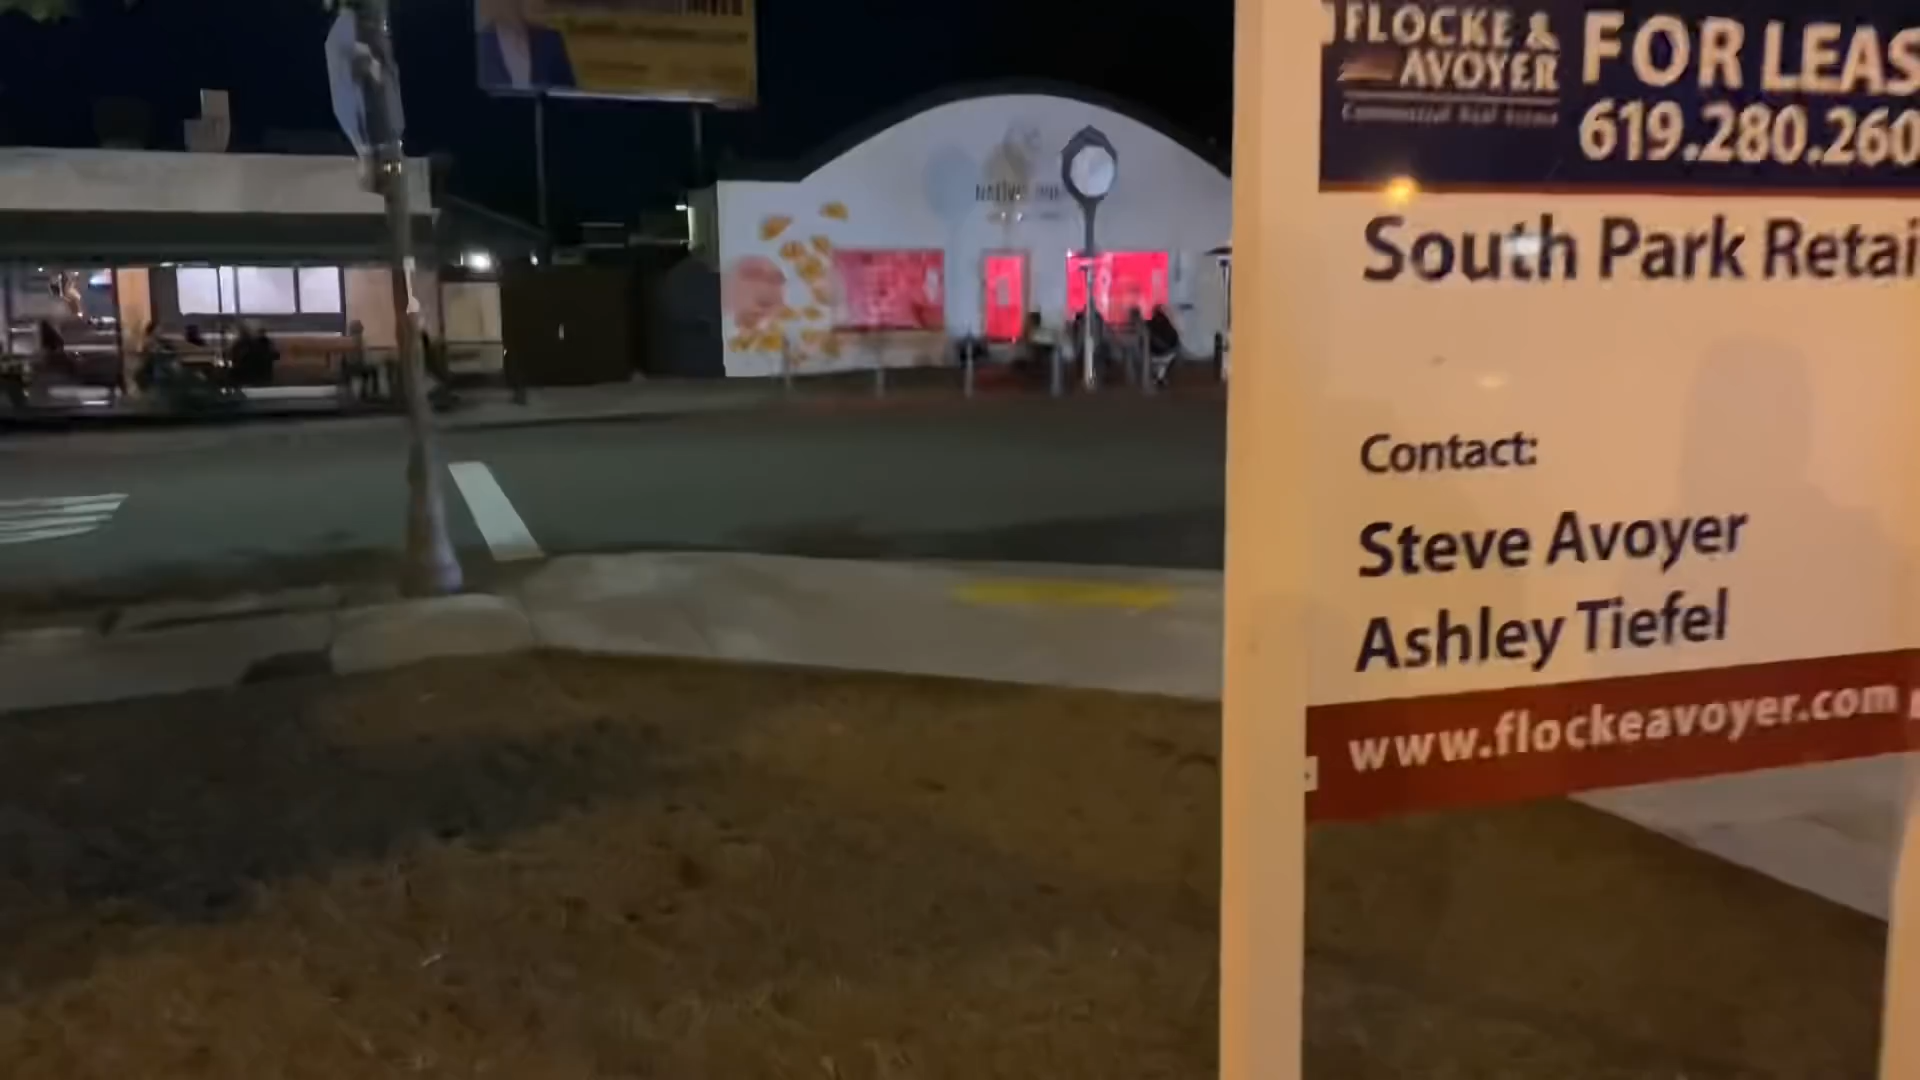 FLOCKE &
AVOYER
Commercial Real Estate
FOR LEAS
619.280.260
South Park Retai
Contact:
Steve Avoyer
Ashley Tiefel
www.flockeavoyer.com